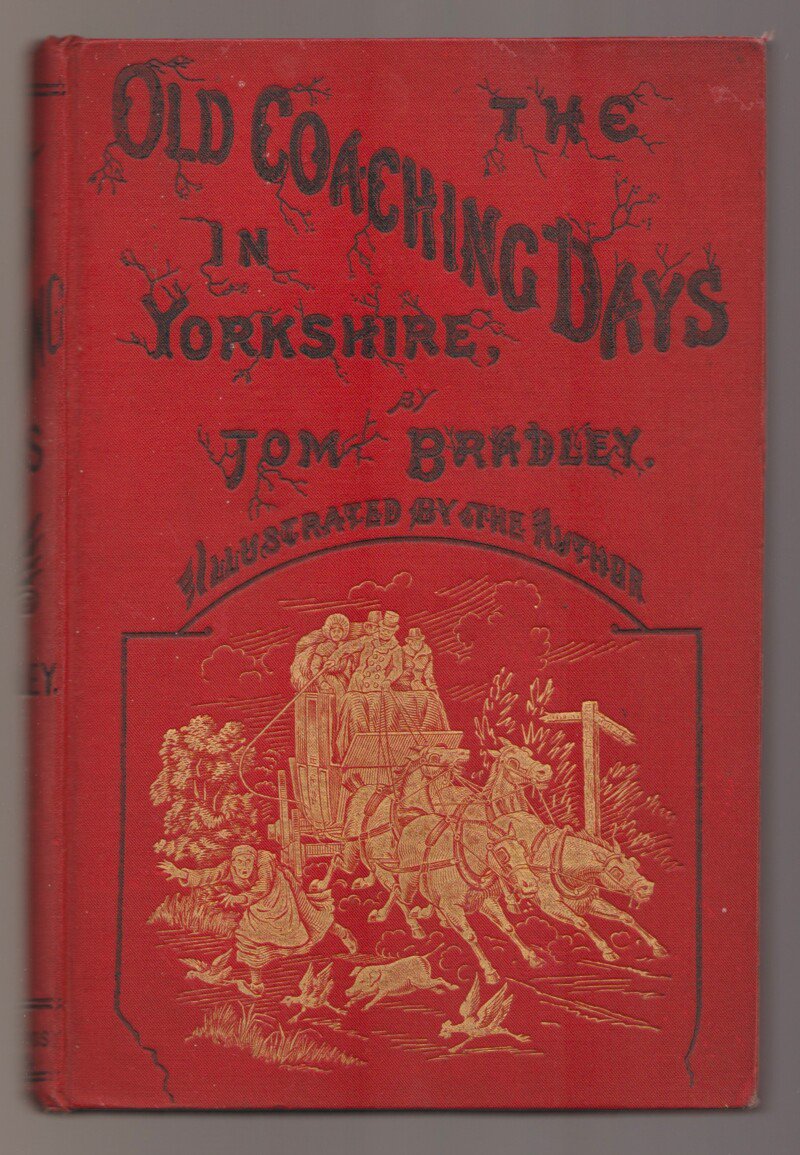 THE
OLD COACHING DAYS
IN
YORKSHIRE,
BY
TOM BRADLEY.
ILLUSTRATED BY THE AUTHOR